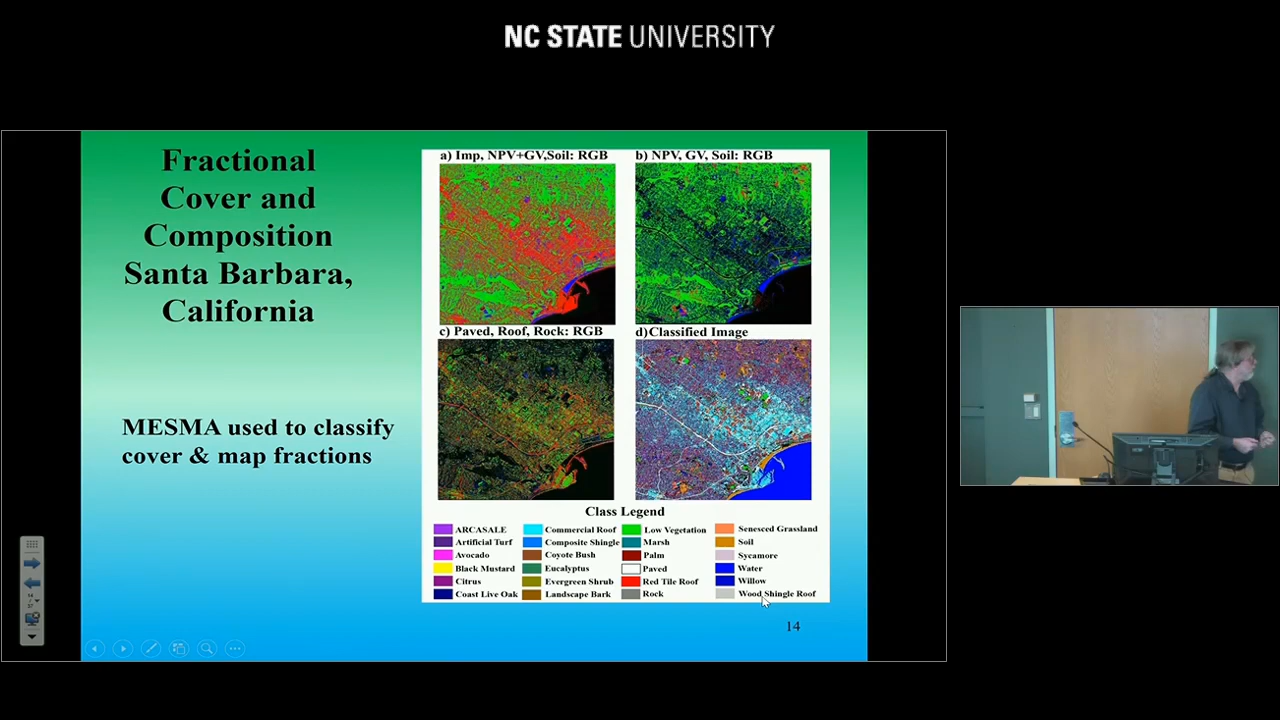 NC STATE UNIVERSITY
Fractional
Cover and
Composition
Santa Barbara,
California
MESMA used to classify
cover & map fractions
a) Imp, NPV+GV,Soil: RGB
b) NPV, GV, Soil: RGB
c) Paved, Roof, Rock: RGB
d)Classified Image
Class Legend
ARCASALE
Artificial Turf
Avocado
Black Mustard
Citrus
Coast Live Oak
Commercial Roof
Composite Shingle
Coyote Bush
Eucalyptus
Evergreen Shrub
Landscape Bark
Low Vegetation
Marsh
Palm
Paved
Red Tile Roof
Rock
Senesced Grassland
Soil
Sycamore
Water
Willow
Wood Shingle Roof
14